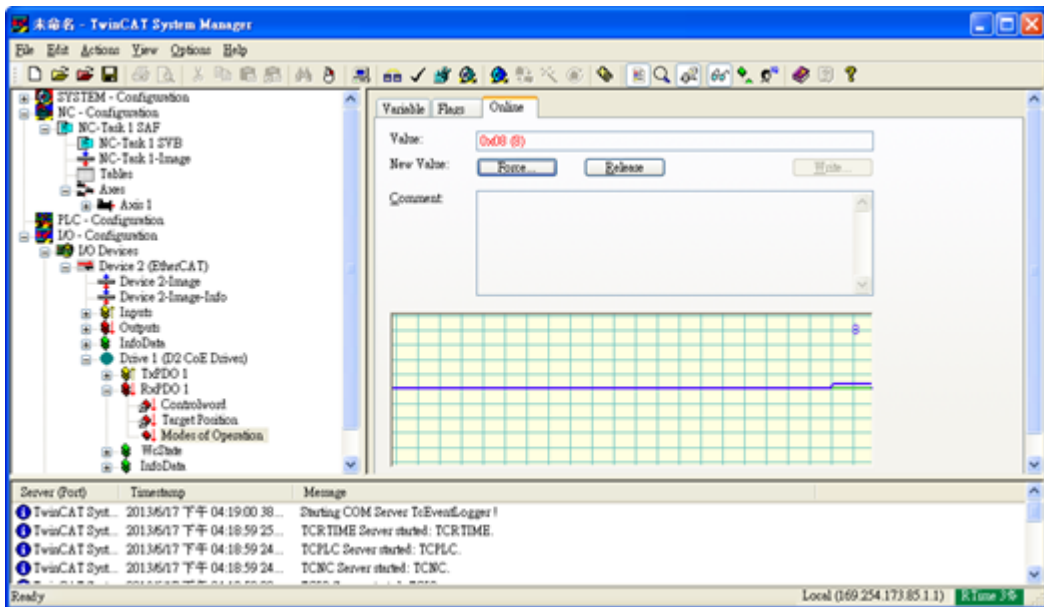 未命名 - TwinCAT System Manager
File Edit Actions View Options Help
SYSTEM - Configuration
NC - Configuration
NC-Task 1 SAF
NC-Task 1 SVB
NC-Task 1-Image
Tables
Axes
Axis 1
PLC - Configuration
I/O - Configuration
I/O Devices
Device 2 (EtherCAT)
Device 2-Image
Device 2-Image-Info
Inputs
Outputs
InfoData
Drive 1 (D2 CoE Drives)
TxPDO 1
RxPDO 1
Controlword
Target Position
Modes of Operation
WcState
InfoData
Variable Flags Online
Value: 0x08 (8)
New Value: Force... Release Write...
Comment:
8
Server (Port) Timestamp Message
TwinCAT Syst... 2013/6/17 下午 04:19:00 38... Starting COM Server TcEventLogger !
TwinCAT Syst... 2013/6/17 下午 04:18:59 25... TCRTIME Server started: TCRTIME.
TwinCAT Syst... 2013/6/17 下午 04:18:59 24... TCPLC Server started: TCPLC.
TwinCAT Syst... 2013/6/17 下午 04:18:59 24... TCNC Server started: TCNC.
Ready Local (169.254.173.85.1.1) RTime 3%